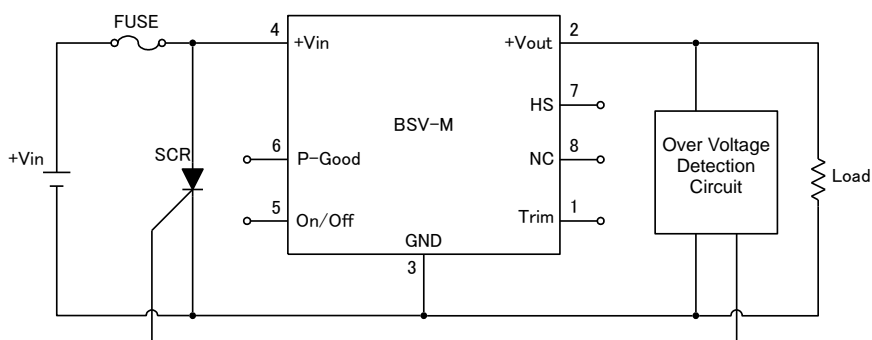 FUSE
4
+Vin
+Vout
2
HS
7
BSV-M
+Vin
SCR
6
P-Good
NC
8
Over Voltage
Detection
Circuit
Load
5
On/Off
Trim
1
GND
3